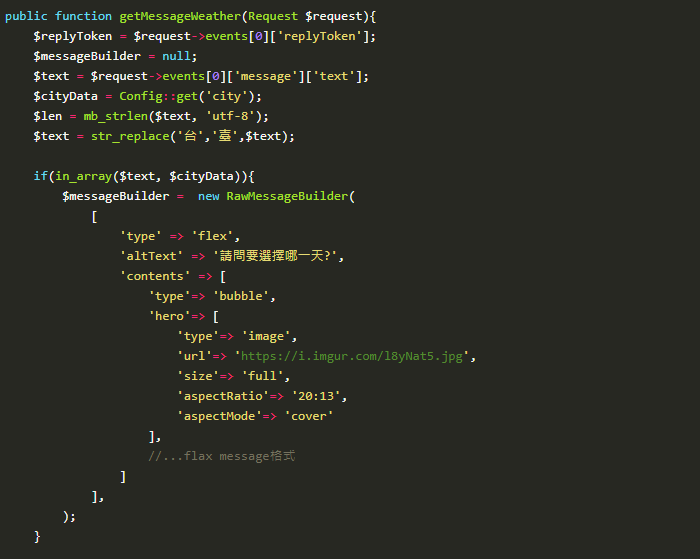 public function getMessageWeather(Request $request){
$replyToken = $request->events[0]['replyToken'];
$messageBuilder = null;
$text = $request->events[0]['message']['text'];
$cityData = Config::get('city');
$len = mb_strlen($text, 'utf-8');
$text = str_replace('台','臺',$text);
if(in_array($text, $cityData)){
$messageBuilder =  new RawMessageBuilder(
[
'type' => 'flex',
'altText' => '請問要選擇哪一天?',
'contents' => [
'type'=> 'bubble',
'hero'=> [
'type'=> 'image',
'url'=> 'https://i.imgur.com/l8yNat5.jpg',
'size'=> 'full',
'aspectRatio'=> '20:13',
'aspectMode'=> 'cover'
],
//...flax message格式
]
],
);
}